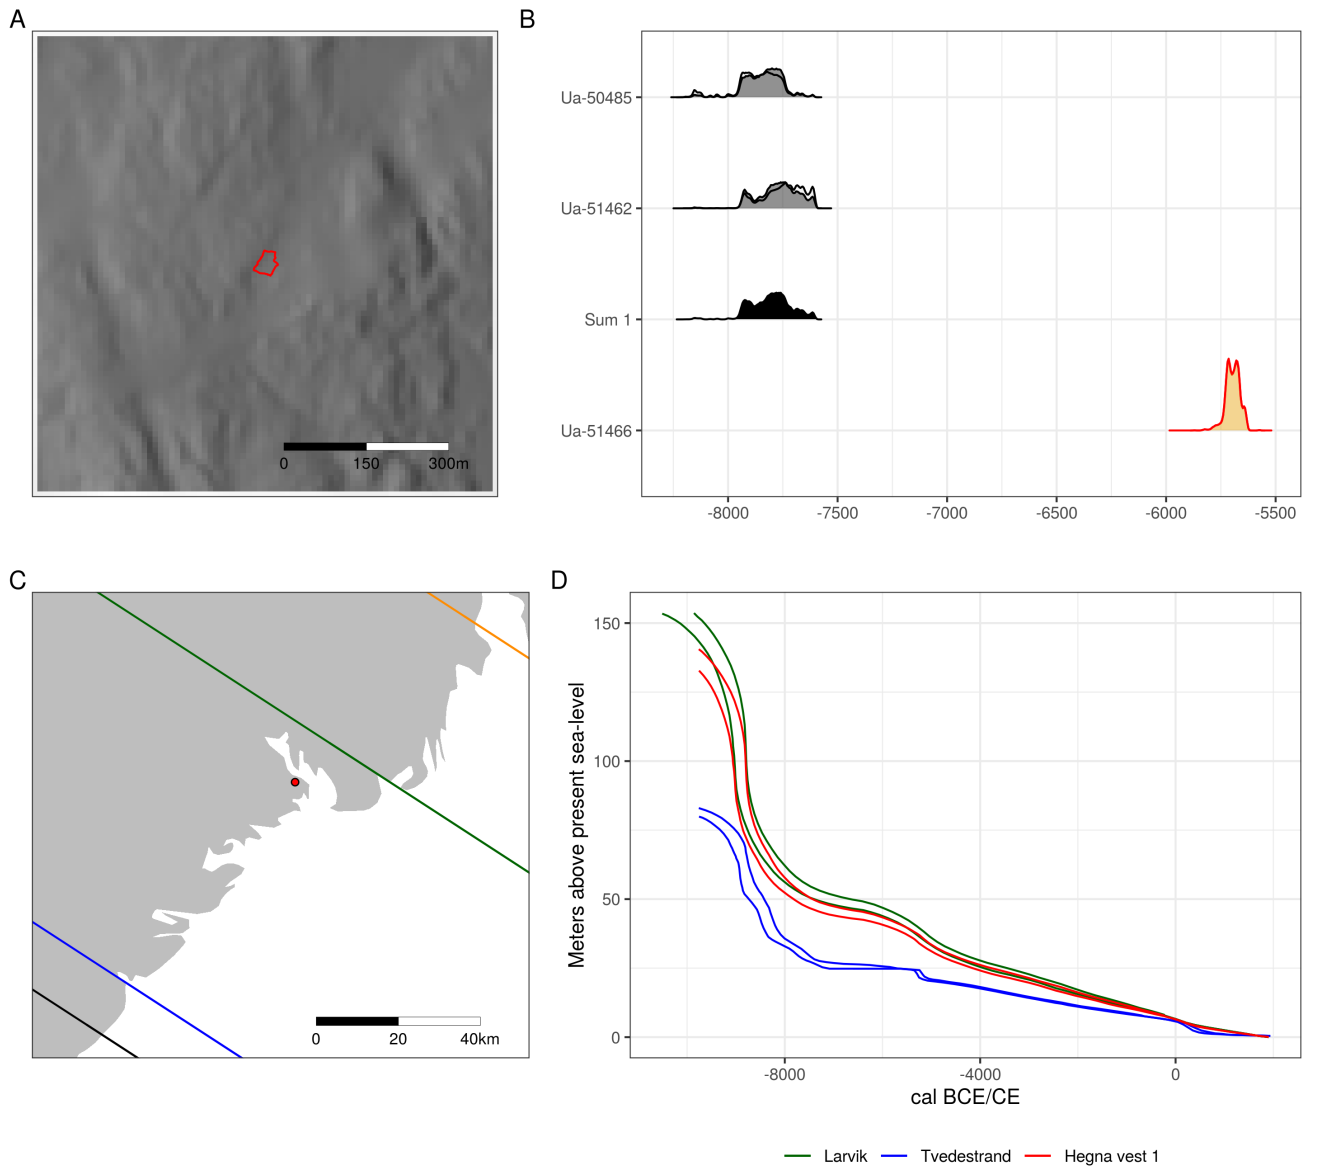 A
B
Ua-50485
Ua-51462
Sum 1
Ua-51466
0 150 300m
-8000 -7500 -7000 -6500 -6000 -5500
C
D
Meters above present sea-level
150
100
50
0
0 20 40km
-8000 -4000 0
cal BCE/CE
Larvik Tvedestrand Hegna vest 1